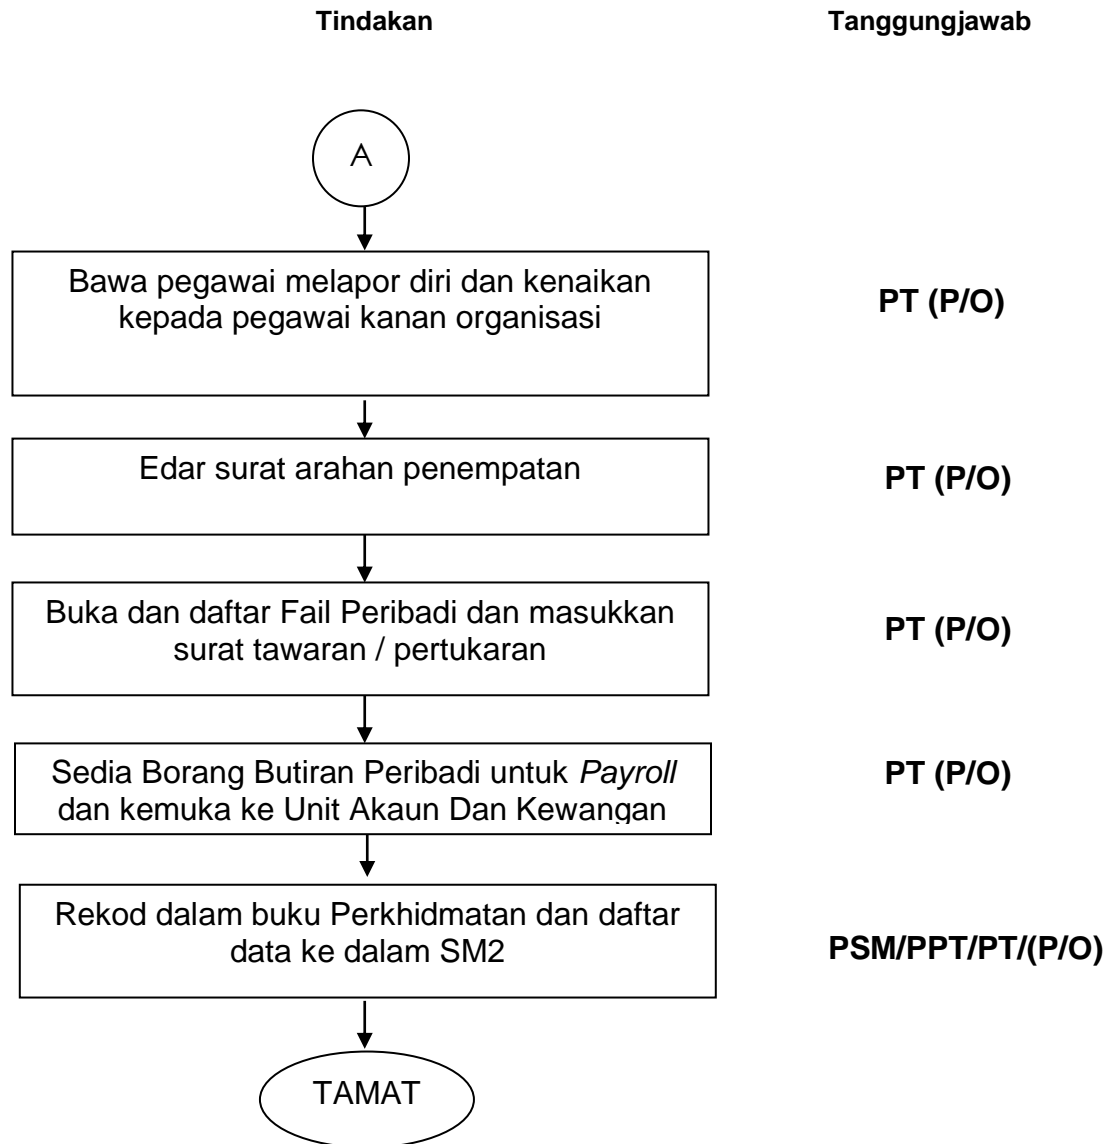 Tindakan
Tanggungjawab
A
Bawa pegawai melapor diri dan kenaikan
kepada pegawai kanan organisasi
PT (P/O)
Edar surat arahan penempatan
PT (P/O)
Buka dan daftar Fail Peribadi dan masukkan
surat tawaran / pertukaran
PT (P/O)
Sedia Borang Butiran Peribadi untuk Payroll
dan kemuka ke Unit Akaun Dan Kewangan
PT (P/O)
Rekod dalam buku Perkhidmatan dan daftar
data ke dalam SM2
PSM/PPT/PT/(P/O)
TAMAT